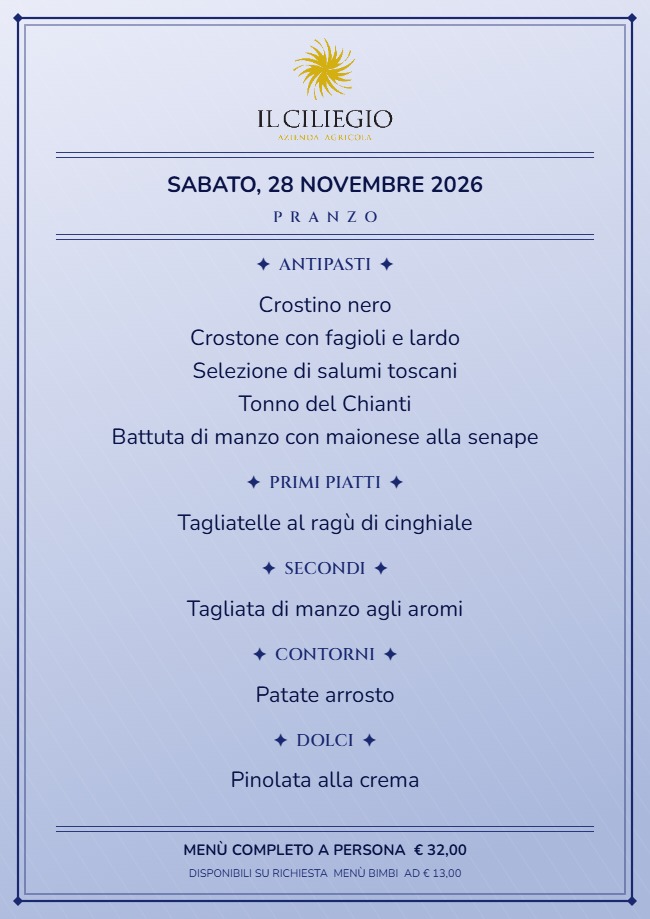 IL CILIEGIO
AZIENDA AGRICOLA
SABATO, 28 NOVEMBRE 2026
PRANZO
ANTIPASTI
Crostino nero
Crostone con fagioli e lardo
Selezione di salumi toscani
Tonno del Chianti
Battuta di manzo con maionese alla senape
PRIMI PIATTI
Tagliatelle al ragù di cinghiale
SECONDI
Tagliata di manzo agli aromi
CONTORNI
Patate arrosto
DOLCI
Pinolata alla crema
MENÙ COMPLETO A PERSONA € 32,00
DISPONIBILI SU RICHIESTA MENÙ BIMBI AD € 13,00